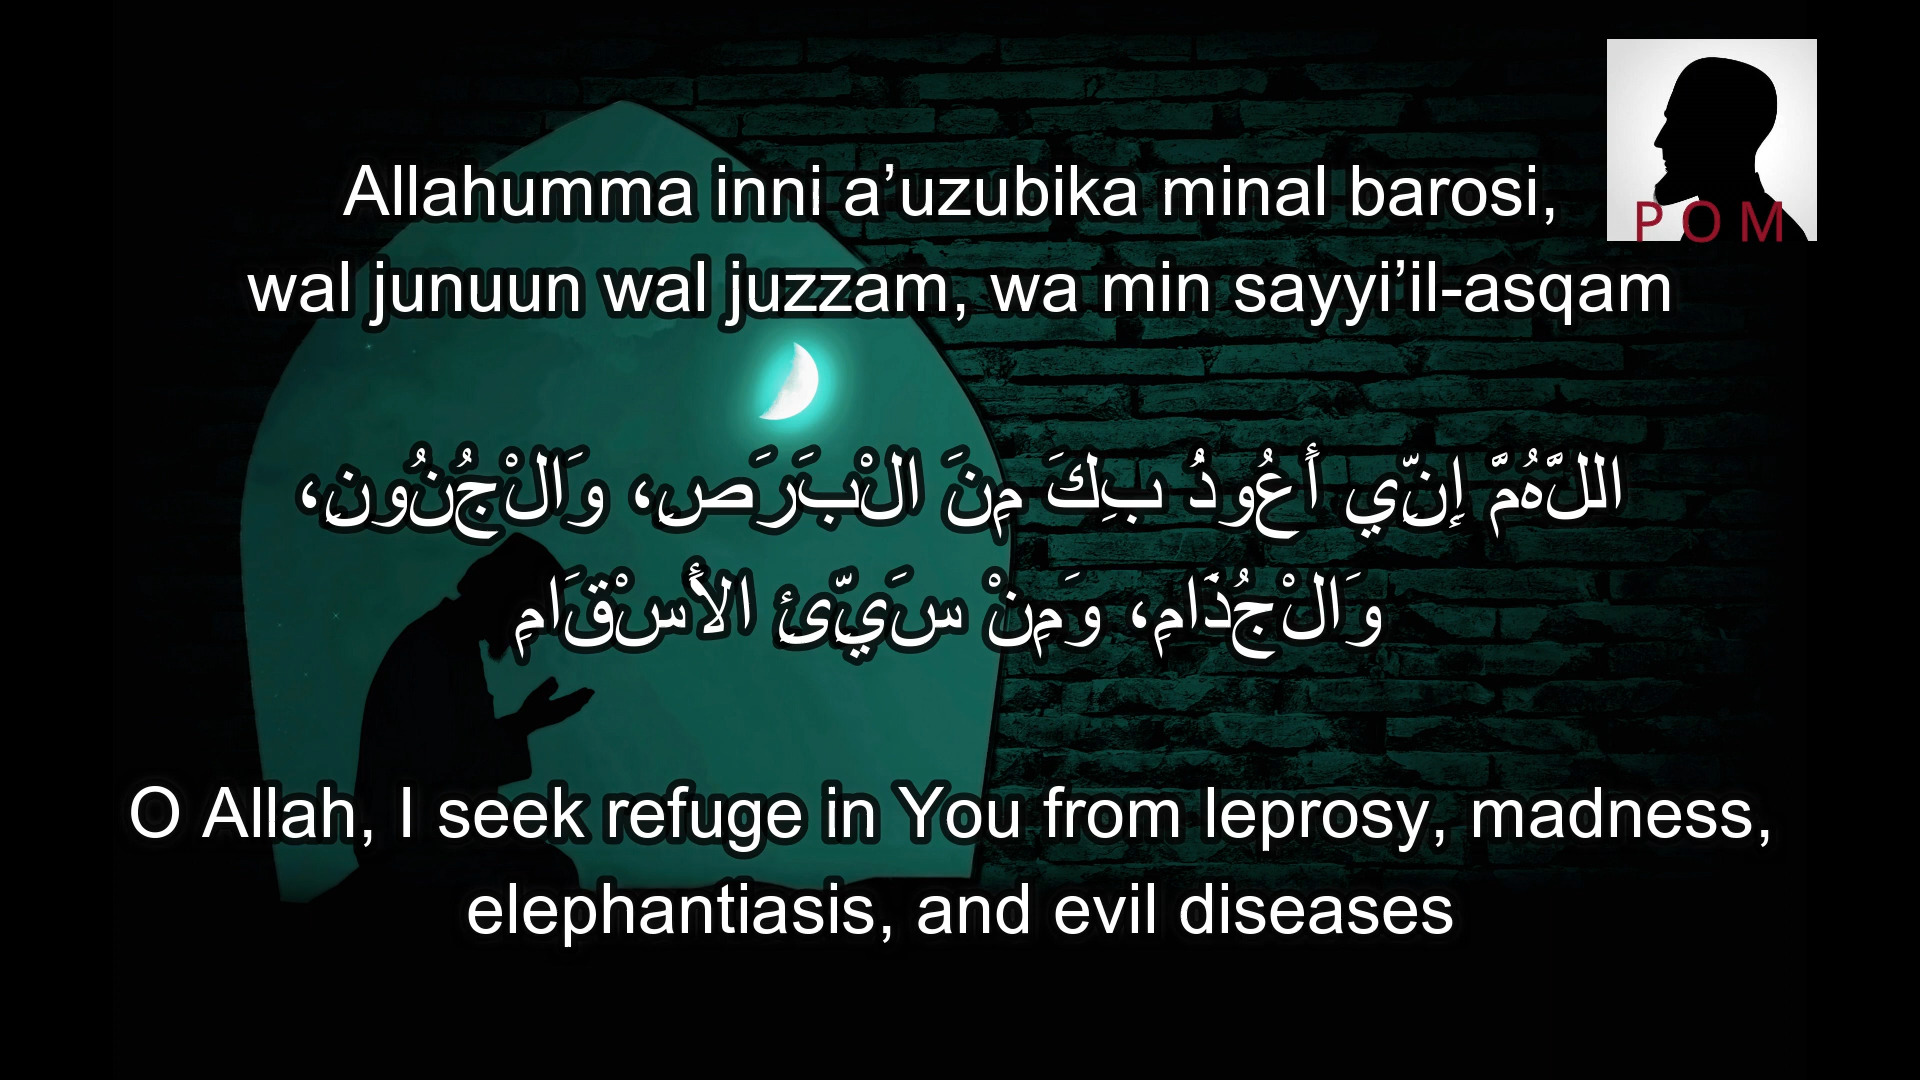 Allahumma inni a’uzubika minal barosi,
wal junuun wal juzzam, wa min sayyi’il-asqam
P O M
اللَّهُمَّ إِنِّي أَعُوذُ بِكَ مِنَ الْبَرَصِ، وَالْجُنُونِ،
وَالْجُذَامِ، وَمِنْ سَيِّئِ الأَسْقَامِ
O Allah, I seek refuge in You from leprosy, madness,
elephantiasis, and evil diseases